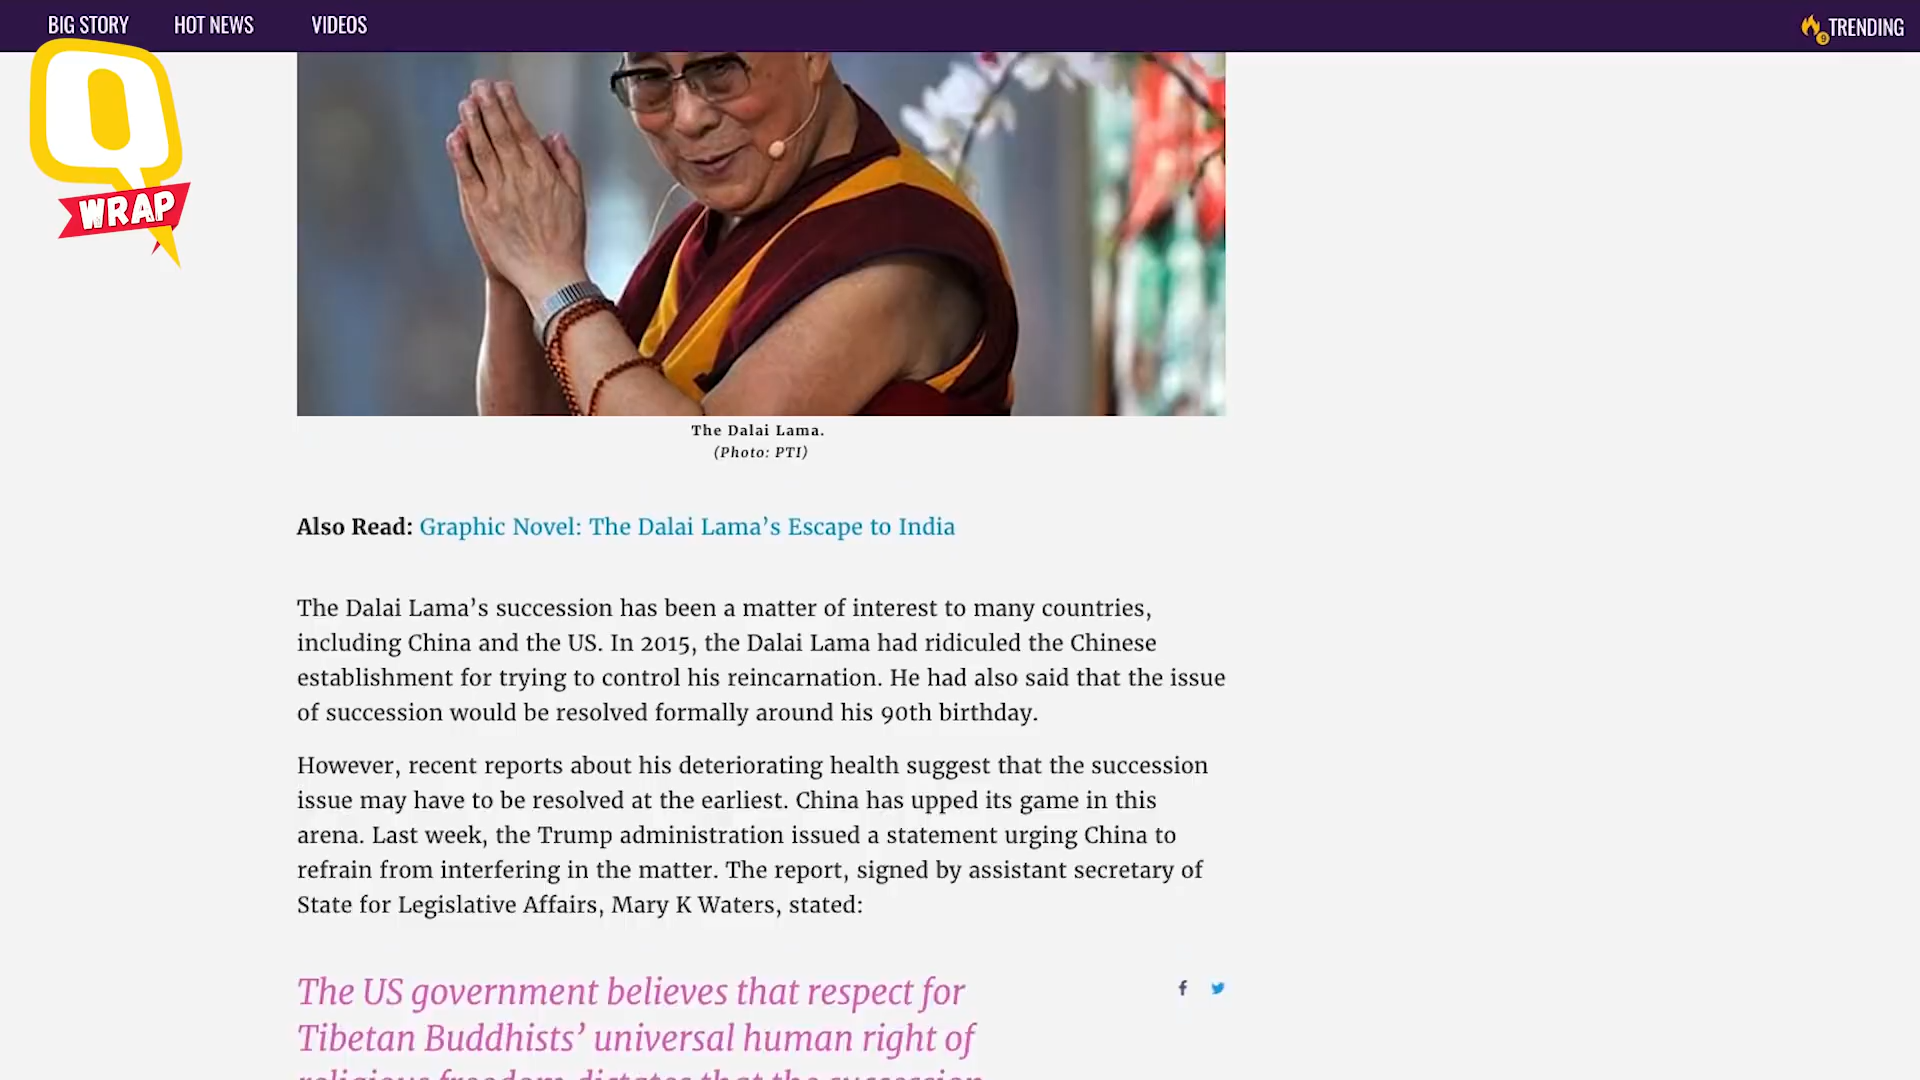 BIG STORY
HOT NEWS
VIDEOS
9
TRENDING
Q
WRAP
The Dalai Lama.
(Photo: PTI)
Also Read: Graphic Novel: The Dalai Lama’s Escape to India
The Dalai Lama’s succession has been a matter of interest to many countries,
including China and the US. In 2015, the Dalai Lama had ridiculed the Chinese
establishment for trying to control his reincarnation. He had also said that the issue
of succession would be resolved formally around his 90th birthday.
However, recent reports about his deteriorating health suggest that the succession
issue may have to be resolved at the earliest. China has upped its game in this
arena. Last week, the Trump administration issued a statement urging China to
refrain from interfering in the matter. The report, signed by assistant secretary of
State for Legislative Affairs, Mary K Waters, stated:
The US government believes that respect for
Tibetan Buddhists’ universal human right of
religious freedom dictates that the succession